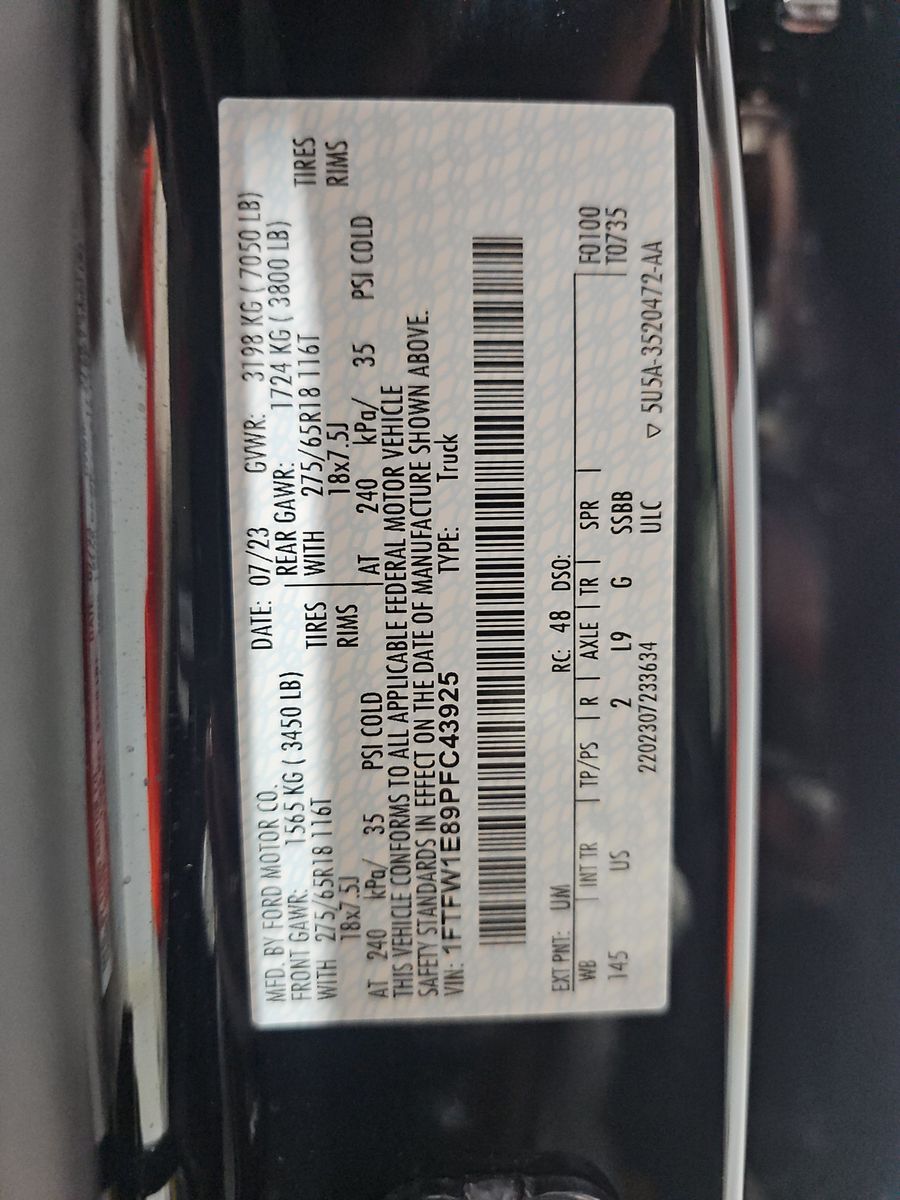 MFD. BY FORD MOTOR CO.
DATE: 07/23 GVWR: 3198 KG ( 7050 LB)
FRONT GAWR: 1565 KG ( 3450 LB) REAR GAWR: 1724 KG ( 3800 LB)
WITH 275/65R18 116T TIRES WITH 275/65R18 116T TIRES
18x7.5J RIMS 18x7.5J RIMS
AT 240 kPa/ 35 PSI COLD AT 240 kPa/ 35 PSI COLD
THIS VEHICLE CONFORMS TO ALL APPLICABLE FEDERAL MOTOR VEHICLE
SAFETY STANDARDS IN EFFECT ON THE DATE OF MANUFACTURE SHOWN ABOVE.
VIN: 1FTFW1E89PFC43925 TYPE: Truck
EXT PNT: UM RC: 48 DSO: F0100
WB INT TR TP/PS R AXLE TR SPR T0735
145 US 2 L9 G SSBB
2202307233634 ULC ▽ 5U5A-3520472-AA